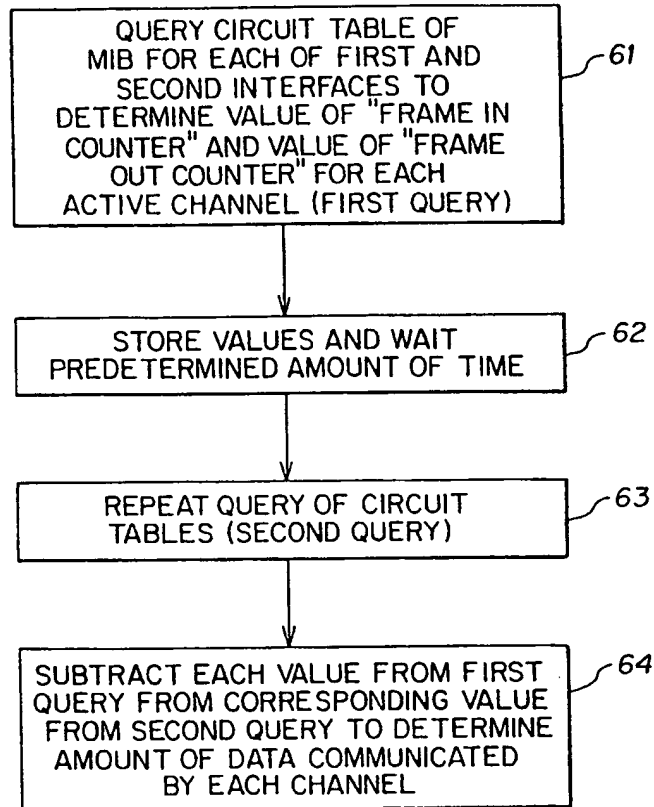 QUERY CIRCUIT TABLE OF
MIB FOR EACH OF FIRST AND
SECOND INTERFACES TO
DETERMINE VALUE OF "FRAME IN
COUNTER" AND VALUE OF "FRAME
OUT COUNTER" FOR EACH
ACTIVE CHANNEL (FIRST QUERY)
61
STORE VALUES AND WAIT
PREDETERMINED AMOUNT OF TIME
62
REPEAT QUERY OF CIRCUIT
TABLES (SECOND QUERY)
63
SUBTRACT EACH VALUE FROM FIRST
QUERY FROM CORRESPONDING VALUE
FROM SECOND QUERY TO DETERMINE
AMOUNT OF DATA COMMUNICATED
BY EACH CHANNEL
64